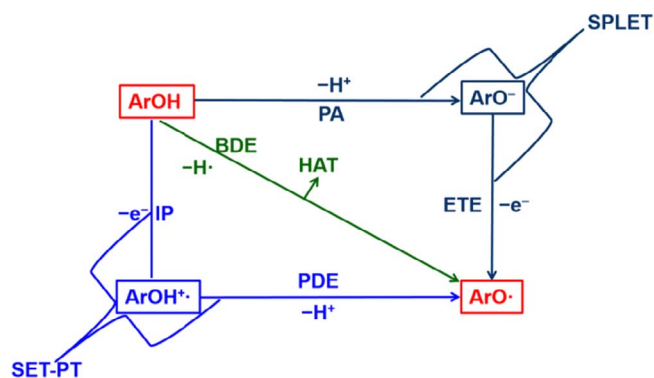 SPLET
−H⁺
ArOH
ArO⁻
PA
BDE
−H·
HAT
−e⁻ IP
ETE −e⁻
PDE
ArOH⁺·
ArO·
−H⁺
SET-PT